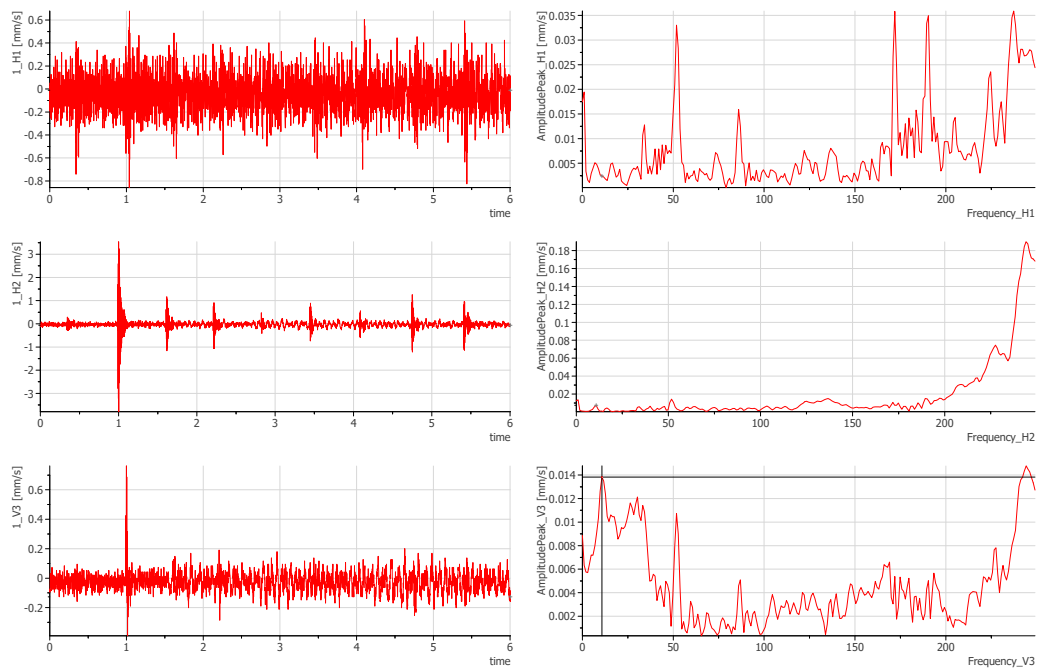 1_H1 [mm/s]
0.6
0.4
0.2
0
-0.2
-0.4
-0.6
-0.8
0 1 2 3 4 5 6
time
AmplitudePeak_H1 [mm/s]
0.035
0.03
0.025
0.02
0.015
0.01
0.005
0 50 100 150 200
Frequency_H1
1_H2 [mm/s]
3
2
1
0
-1
-2
-3
0 1 2 3 4 5 6
time
AmplitudePeak_H2 [mm/s]
0.18
0.16
0.14
0.12
0.1
0.08
0.06
0.04
0.02
0 50 100 150 200
Frequency_H2
1_V3 [mm/s]
0.6
0.4
0.2
0
-0.2
0 1 2 3 4 5 6
time
AmplitudePeak_V3 [mm/s]
0.014
0.012
0.01
0.008
0.006
0.004
0.002
0 50 100 150 200
Frequency_V3